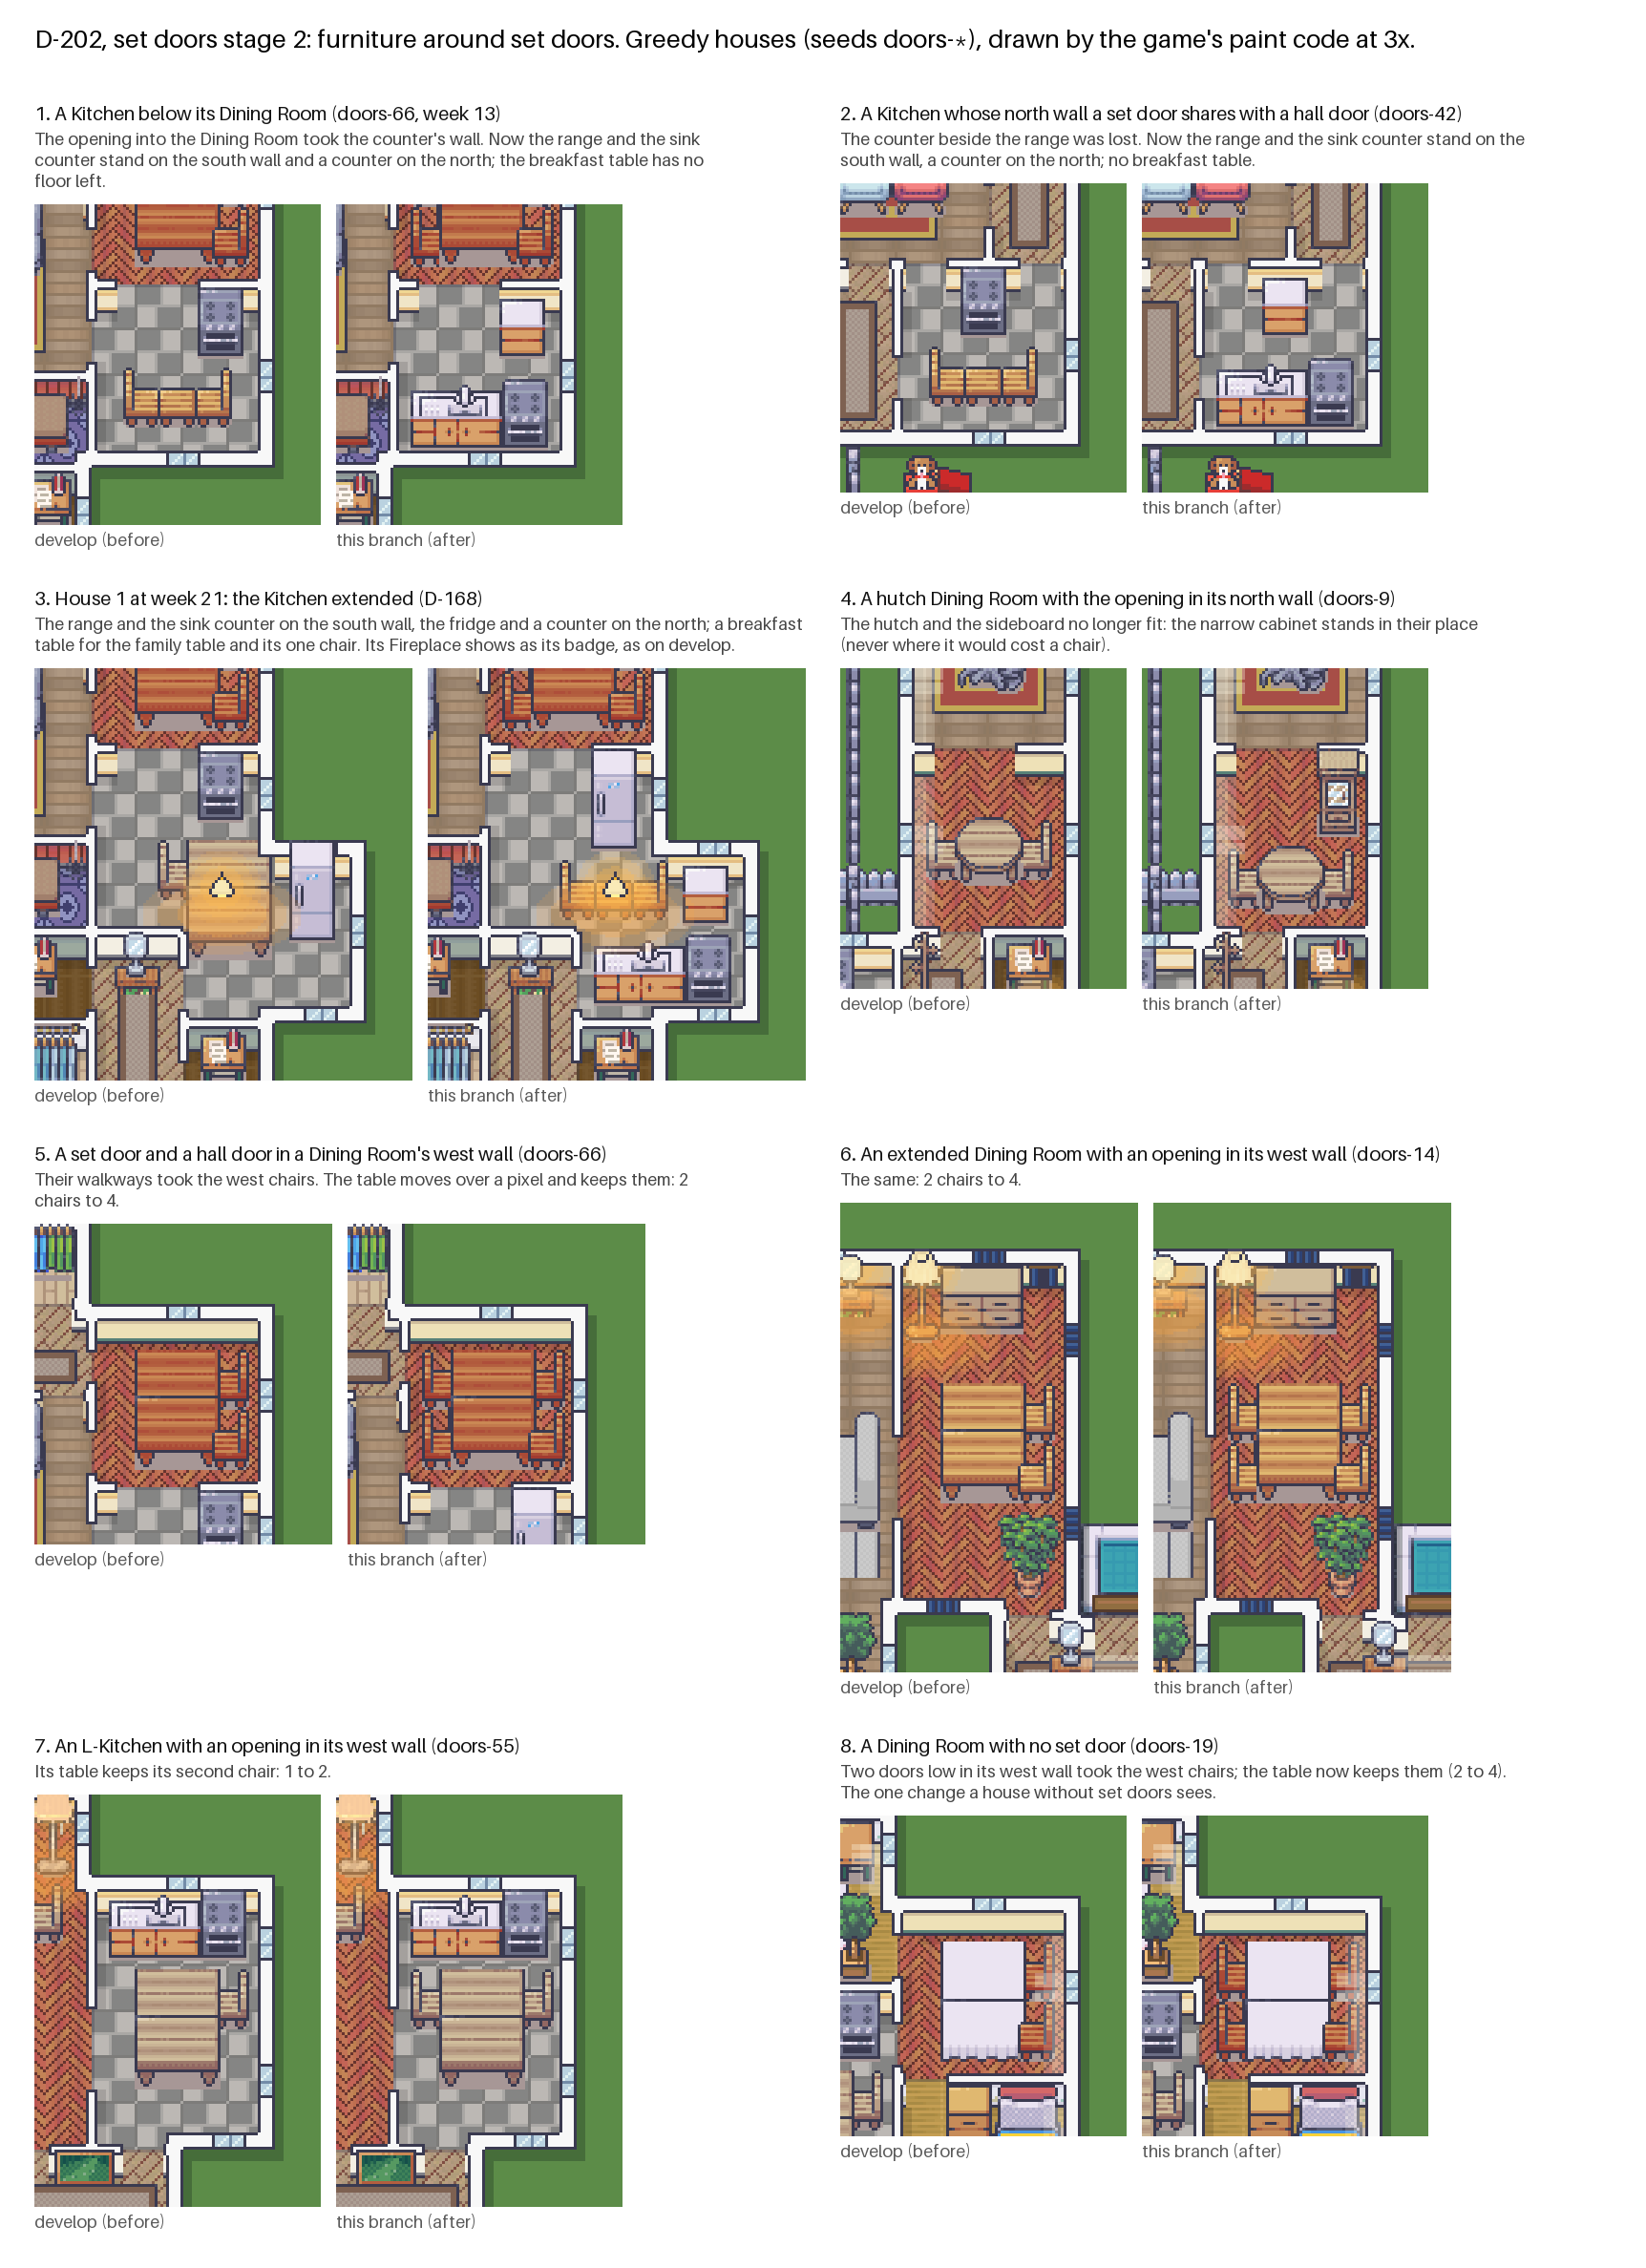 D-202, set doors stage 2: furniture around set doors. Greedy houses (seeds doors-*), drawn by the game's paint code at 3x.
1. A Kitchen below its Dining Room (doors-66, week 13)
The opening into the Dining Room took the counter's wall. Now the range and the sink
counter stand on the south wall and a counter on the north; the breakfast table has no
floor left.
develop (before)
this branch (after)
2. A Kitchen whose north wall a set door shares with a hall door (doors-42)
The counter beside the range was lost. Now the range and the sink counter stand on the
south wall, a counter on the north; no breakfast table.
develop (before)
this branch (after)
3. House 1 at week 21: the Kitchen extended (D-168)
The range and the sink counter on the south wall, the fridge and a counter on the north; a breakfast
table for the family table and its one chair. Its Fireplace shows as its badge, as on develop.
develop (before)
this branch (after)
4. A hutch Dining Room with the opening in its north wall (doors-9)
The hutch and the sideboard no longer fit: the narrow cabinet stands in their place
(never where it would cost a chair).
develop (before)
this branch (after)
5. A set door and a hall door in a Dining Room's west wall (doors-66)
Their walkways took the west chairs. The table moves over a pixel and keeps them: 2
chairs to 4.
develop (before)
this branch (after)
6. An extended Dining Room with an opening in its west wall (doors-14)
The same: 2 chairs to 4.
develop (before)
this branch (after)
7. An L-Kitchen with an opening in its west wall (doors-55)
Its table keeps its second chair: 1 to 2.
develop (before)
this branch (after)
8. A Dining Room with no set door (doors-19)
Two doors low in its west wall took the west chairs; the table now keeps them (2 to 4).
The one change a house without set doors sees.
develop (before)
this branch (after)